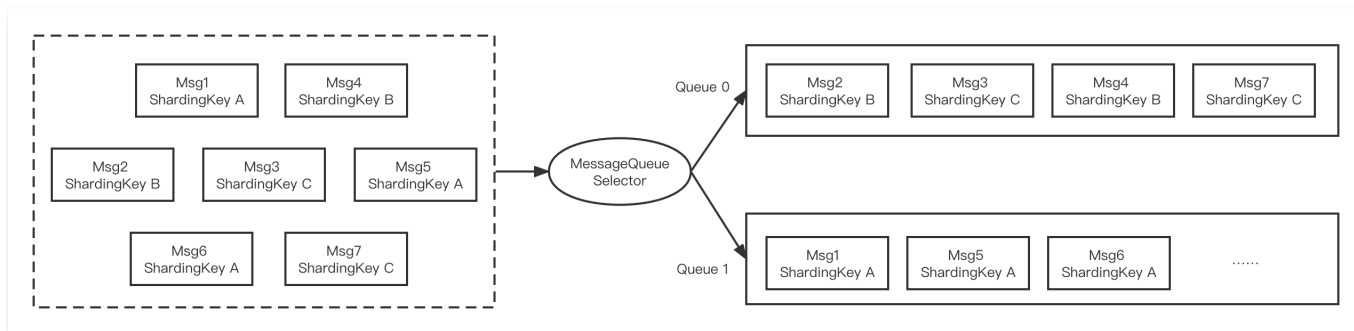 Msg1
ShardingKey A
Msg4
ShardingKey B
Msg2
ShardingKey B
Msg3
ShardingKey C
Msg5
ShardingKey A
Msg6
ShardingKey A
Msg7
ShardingKey C
MessageQueue
Selector
Queue 0
Msg2
ShardingKey B
Msg3
ShardingKey C
Msg4
ShardingKey B
Msg7
ShardingKey C
Queue 1
Msg1
ShardingKey A
Msg5
ShardingKey A
Msg6
ShardingKey A
......